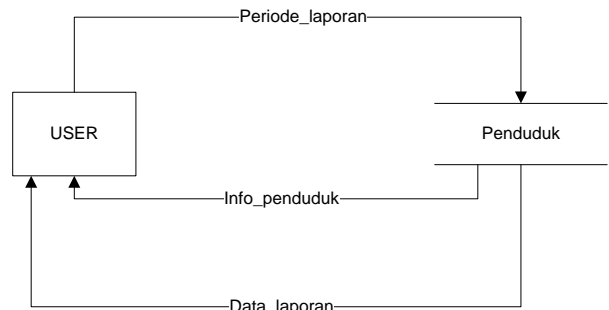 Periode_laporan
USER
Penduduk
Info_penduduk
Data_laporan